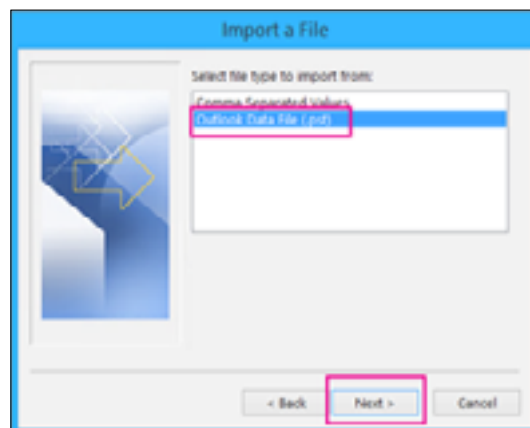 Import a File
Select file type to import from:
Comma Separated Values
Outlook Data File (.pst)
< Back
Next >
Cancel